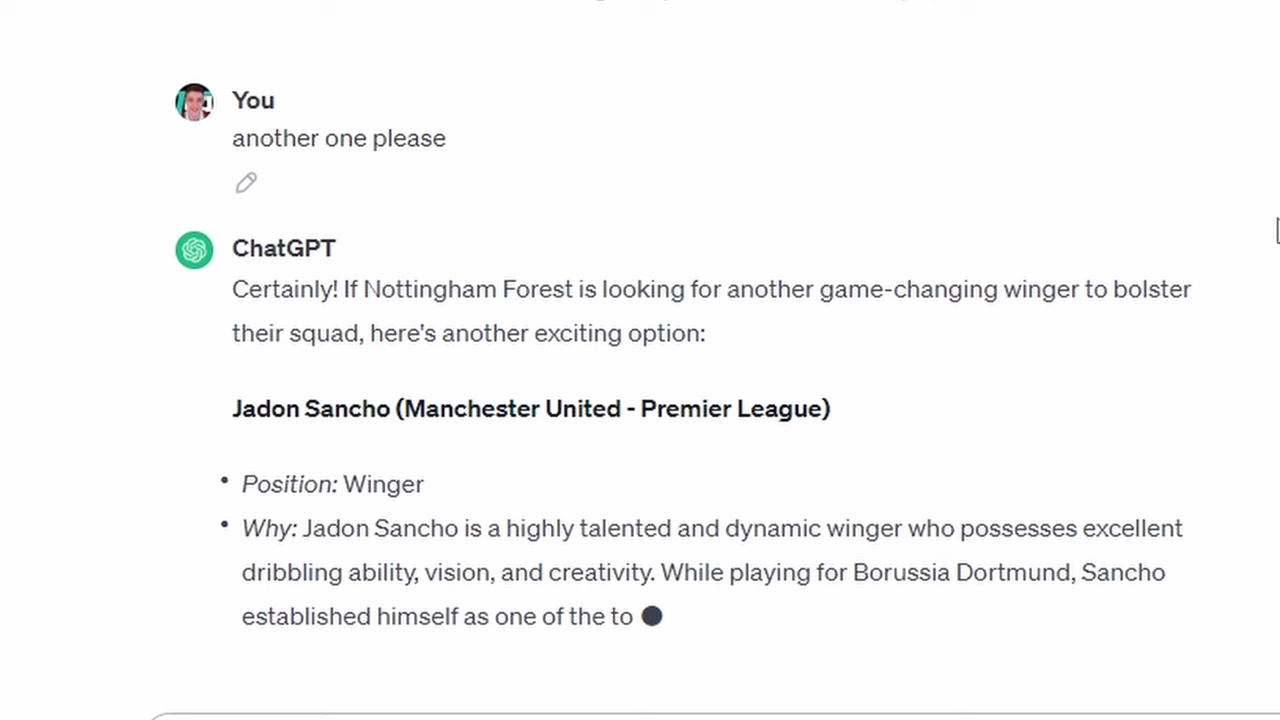 You
another one please
ChatGPT
Certainly! If Nottingham Forest is looking for another game-changing winger to bolster
their squad, here's another exciting option:
Jadon Sancho (Manchester United - Premier League)
• Position: Winger
• Why: Jadon Sancho is a highly talented and dynamic winger who possesses excellent
dribbling ability, vision, and creativity. While playing for Borussia Dortmund, Sancho
established himself as one of the to